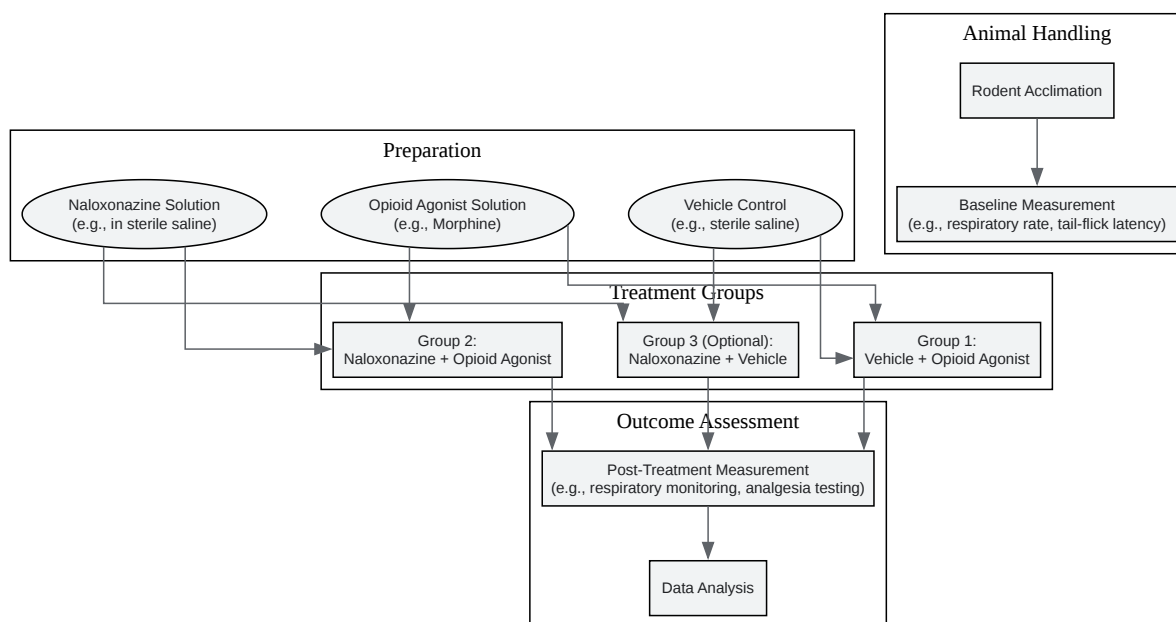 Animal Handling
Rodent Acclimation
Baseline Measurement
(e.g., respiratory rate, tail-flick latency)
Preparation
Naloxonazine Solution
(e.g., in sterile saline)
Opioid Agonist Solution
(e.g., Morphine)
Vehicle Control
(e.g., sterile saline)
Treatment Groups
Group 2:
Naloxonazine + Opioid Agonist
Group 3 (Optional):
Naloxonazine + Vehicle
Group 1:
Vehicle + Opioid Agonist
Outcome Assessment
Post-Treatment Measurement
(e.g., respiratory monitoring, analgesia testing)
Data Analysis